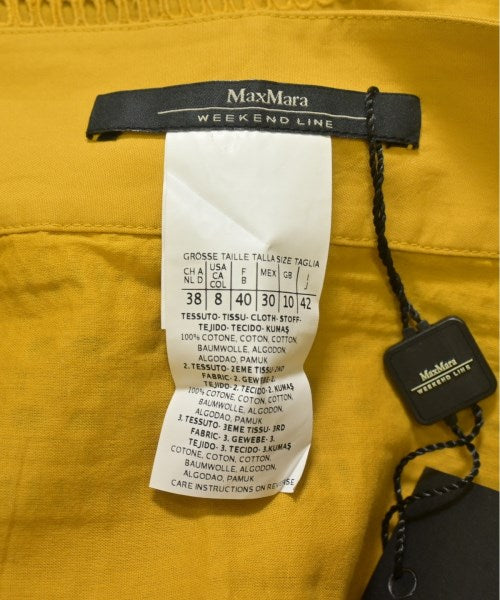 MaxMara
WEEKEND LINE
GROSSE TAILLE TALLA SIZE TAGLIA
CH A NL D USA CA COL F B MEX GB I J
38 8 40 30 10 42
TESSUTO-TISSU-CLOTH-STOFF-
TEJIDO-TECIDO-KUMAŞ
100% COTONE, COTON, COTTON,
BAUMWOLLE, ALGODON,
ALGODAO, PAMUK
2. TESSUTO-2EME TISSU-2ND
FABRIC-2. GEWEBE-2.
TEJIDO-2. TECIDO-2. KUMAŞ
100% COTONE, COTON, COTTON,
BAUMWOLLE, ALGODON,
ALGODAO, PAMUK
3. TESSUTO-3EME TISSU-3RD
FABRIC-3. GEWEBE-3.
TEJIDO-3. TECIDO-3. KUMAŞ
COTONE, COTON, COTTON,
BAUMWOLLE, ALGODON,
ALGODAO, PAMUK
CARE INSTRUCTIONS ON REVERSE
MaxMara
WEEKEND LINE